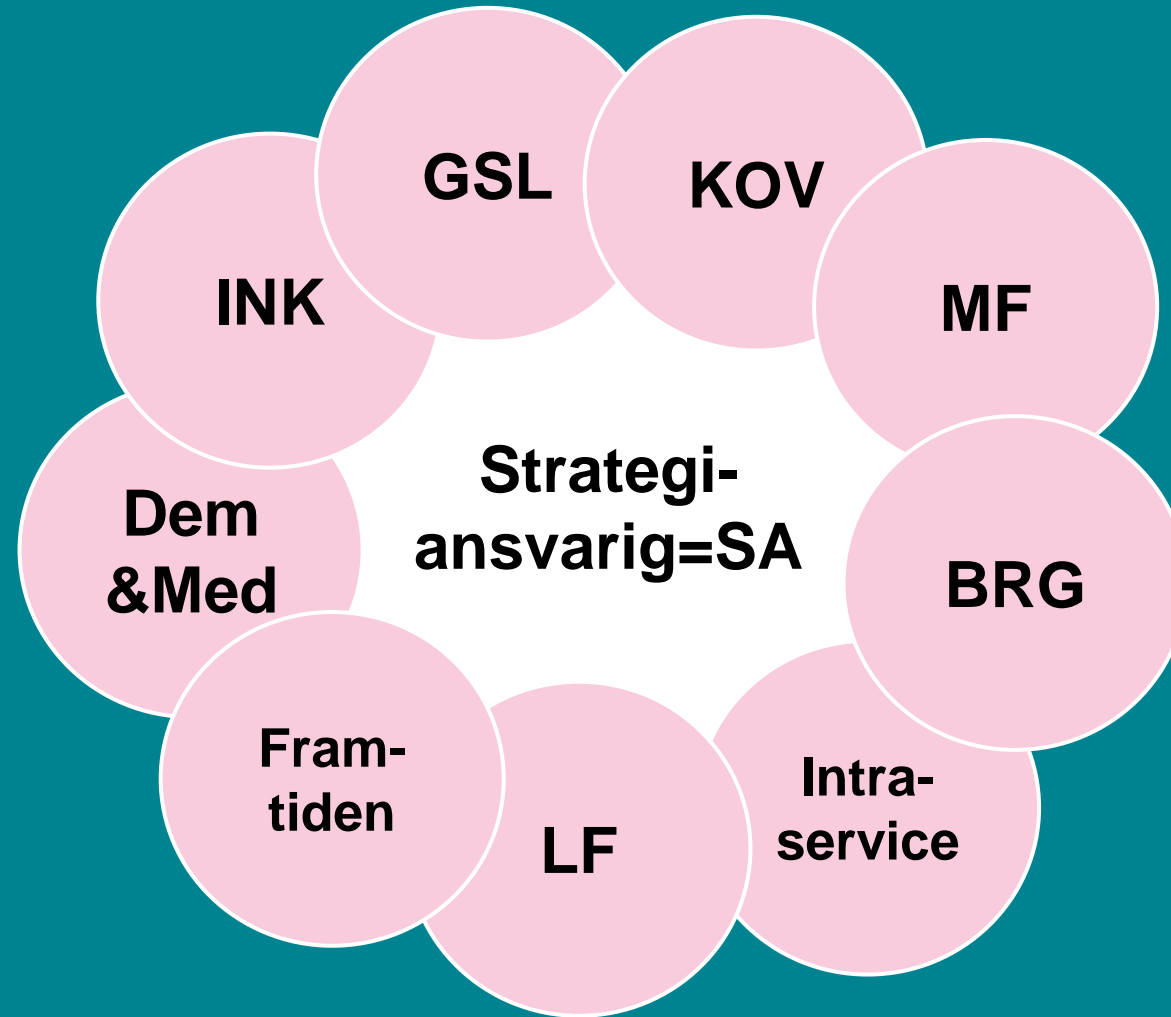 GSL
KOV
INK
MF
Strategi-
ansvarig=SA
Dem
&Med
BRG
Fram-
tiden
Intra-
service
LF